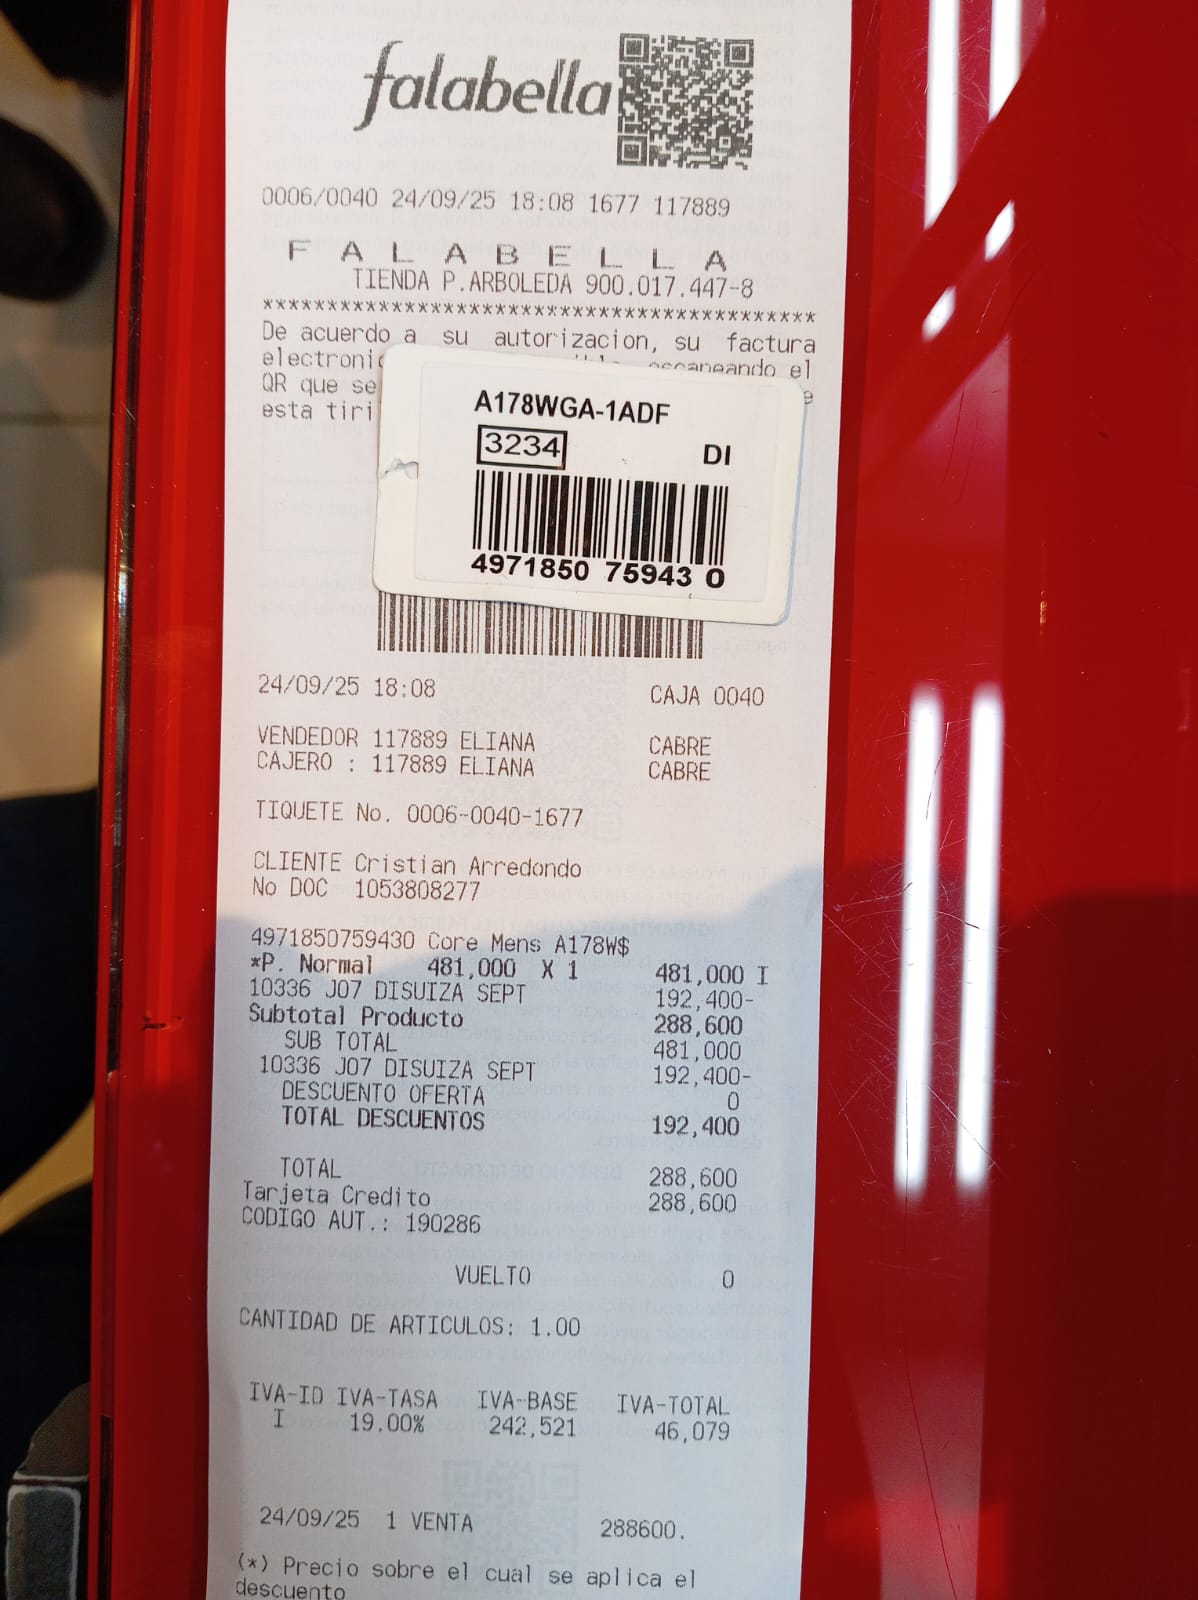 falabella
0006/0040 24/09/25 18:08 1677 117889
F A L A B E L L A
TIENDA P.ARBOLEDA 900.017.447-8
********************************************
De acuerdo a su autorizacion, su factura
escaneando el
QR que se
esta tiri
A178WGA-1ADF
3234 DI
4971850 75943 0
24/09/25 18:08 CAJA 0040
VENDEDOR 117889 ELIANA CABRE
CAJERO : 117889 ELIANA CABRE
TIQUETE No. 0006-0040-1677
CLIENTE Cristian Arredondo
No DOC 1053808277
4971850759430 Core Mens A178W$
*P. Normal 481,000 X 1 481,000 I
10336 J07 DISUIZA SEPT 192,400-
Subtotal Producto 288,600
SUB TOTAL 481,000
10336 J07 DISUIZA SEPT 192,400-
DESCUENTO OFERTA 0
TOTAL DESCUENTOS 192,400
TOTAL 288,600
Tarjeta Credito 288,600
CODIGO AUT.: 190286
VUELTO 0
CANTIDAD DE ARTICULOS: 1.00
IVA-ID IVA-TASA IVA-BASE IVA-TOTAL
I 19.00% 242,521 46,079
24/09/25 1 VENTA 288600.
(*) Precio sobre el cual se aplica el
descuento